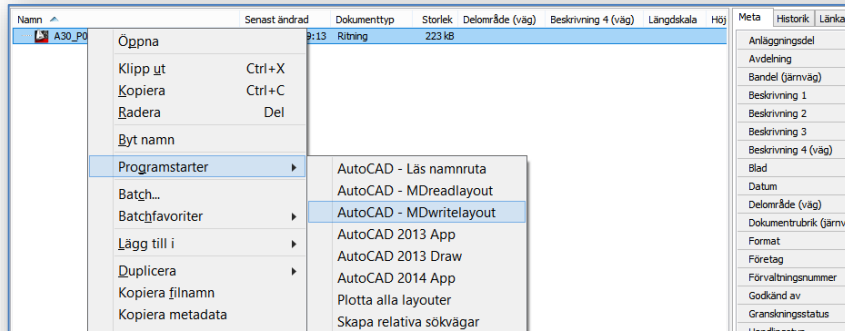 Namn Senast ändrad Dokumenttyp Storlek Delområde (väg) Beskrivning 4 (väg) Längdskala Höj
A30_P0 9:13 Ritning 223 kB
Öppna
Klipp ut Ctrl+X
Kopiera Ctrl+C
Radera Del
Byt namn
Programstarter
Batch...
Batchfavoriter
Lägg till i
Duplicera
Kopiera filnamn
Kopiera metadata
AutoCAD - Läs namnruta
AutoCAD - MDreadlayout
AutoCAD - MDwritelayout
AutoCAD 2013 App
AutoCAD 2013 Draw
AutoCAD 2014 App
Plotta alla layouter
Skapa relativa sökvägar
Meta Historik Länka
Anläggningsdel
Avdelning
Bandel (järnväg)
Beskrivning 1
Beskrivning 2
Beskrivning 3
Beskrivning 4 (väg)
Blad
Datum
Delområde (väg)
Dokumentrubrik (järnv
Format
Företag
Förvaltningsnummer
Godkänd av
Granskningsstatus